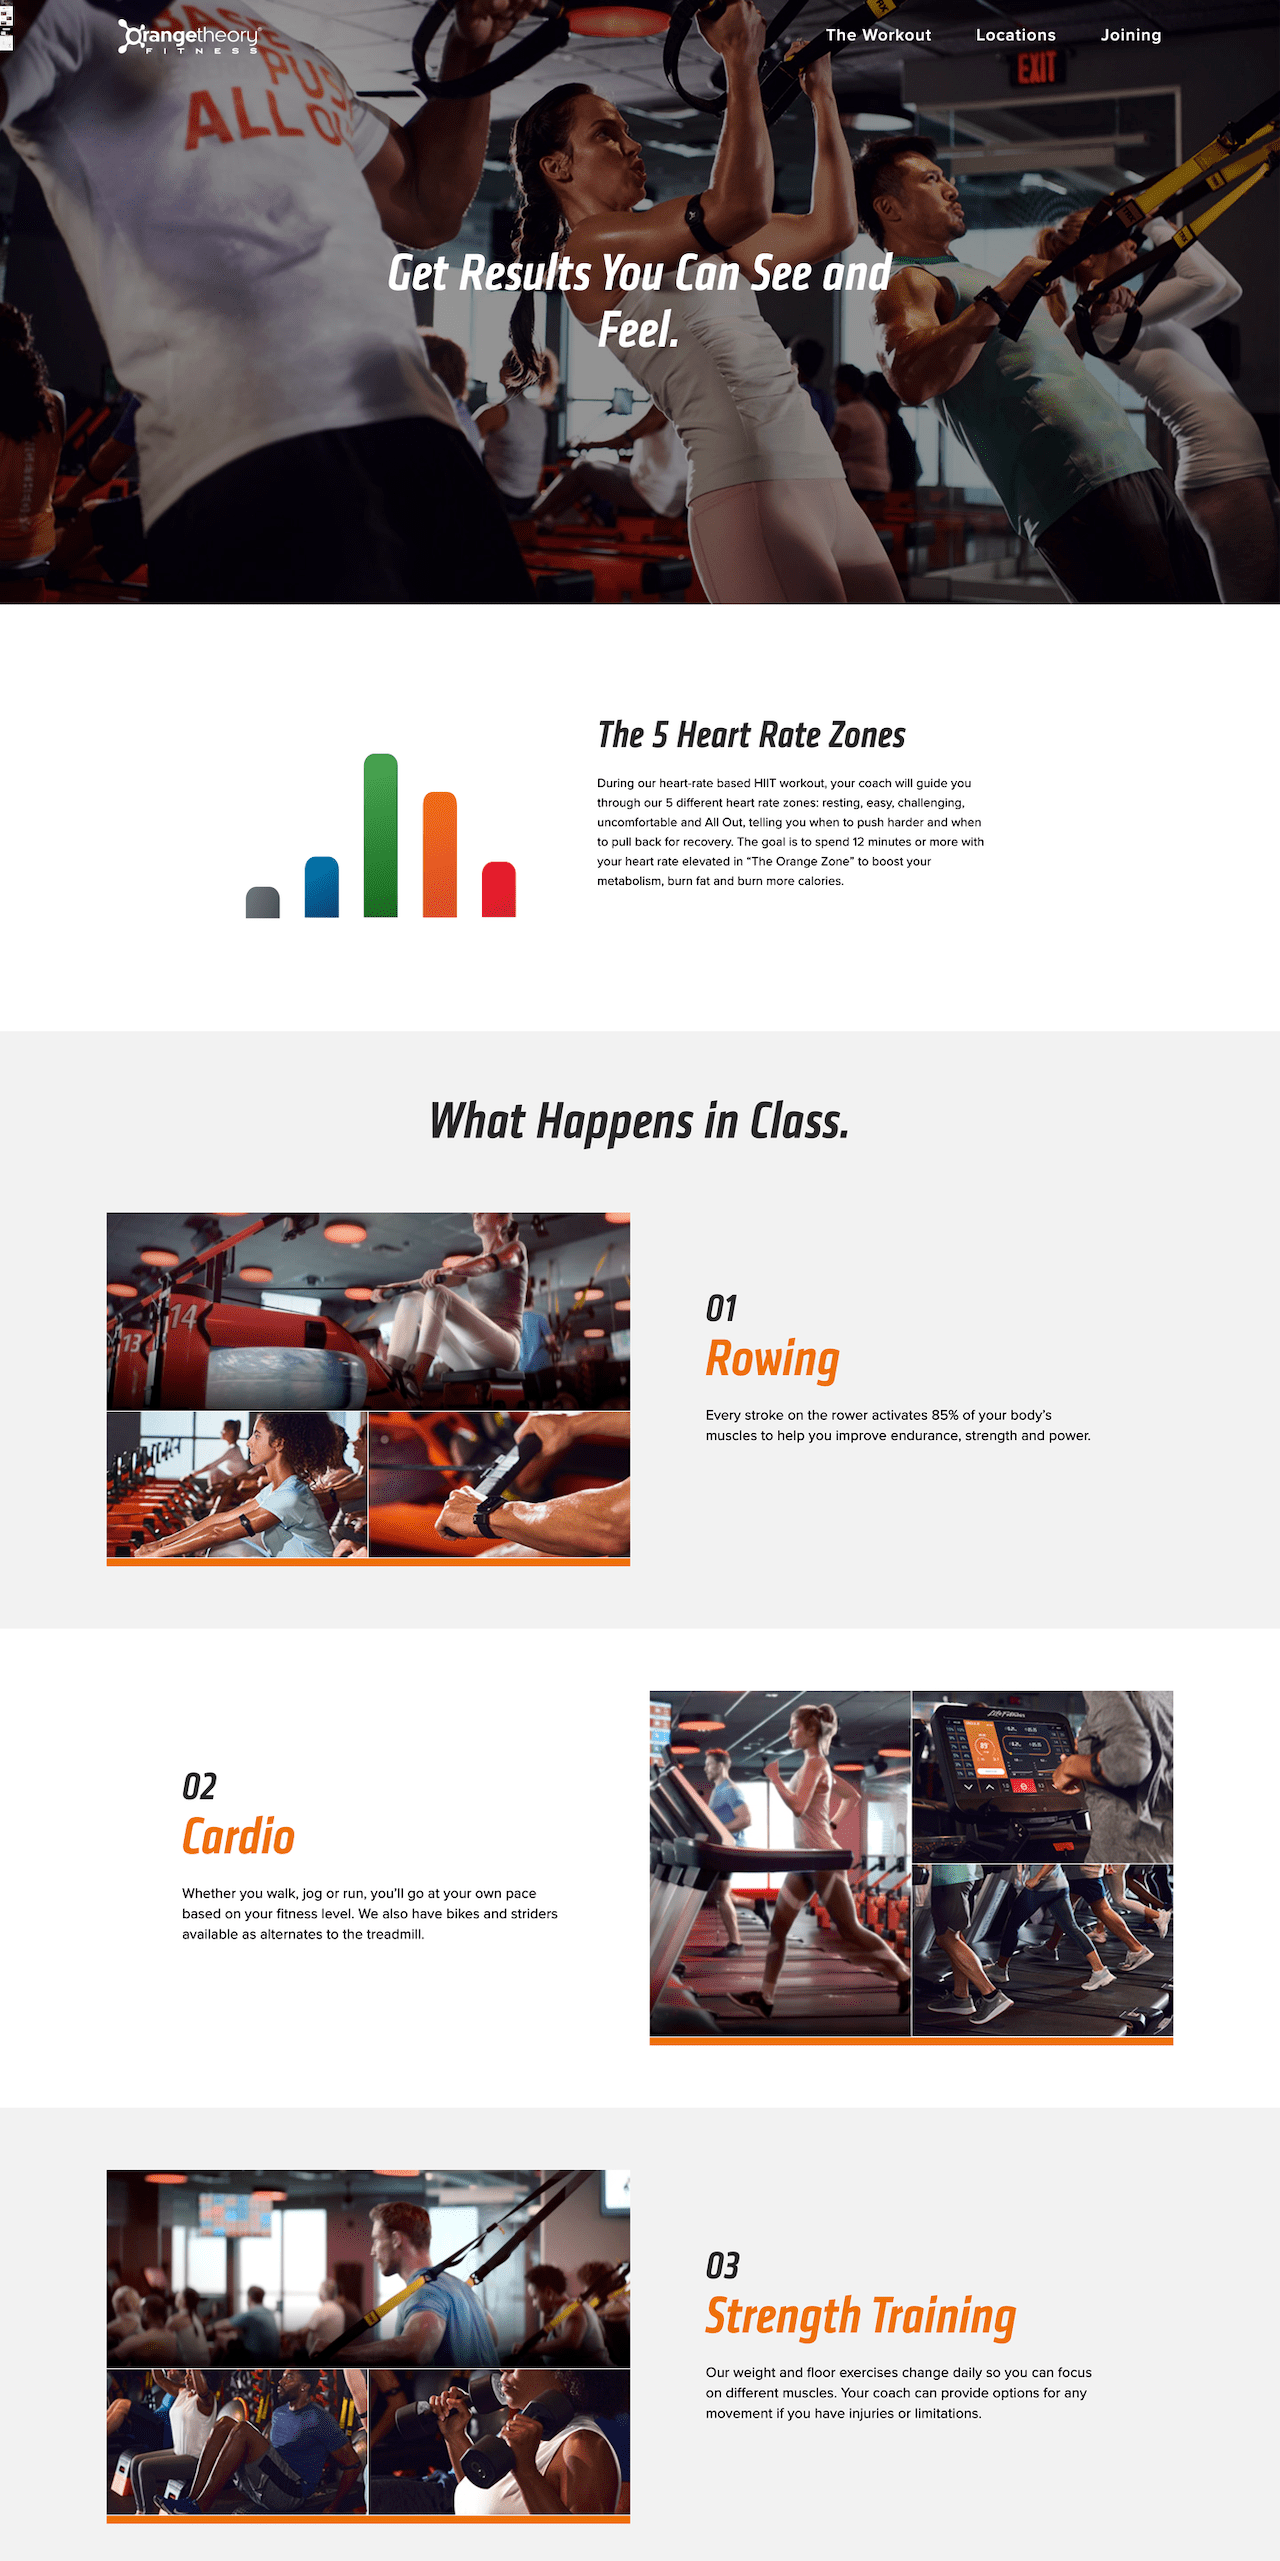 Orangetheory
FITNESS
The Workout
Locations
Joining
PUSH
ALL OUT
EXIT
Get Results You Can See and
Feel.
The 5 Heart Rate Zones
During our heart-rate based HIIT workout, your coach will guide you
through our 5 different heart rate zones: resting, easy, challenging,
uncomfortable and All Out, telling you when to push harder and when
to pull back for recovery. The goal is to spend 12 minutes or more with
your heart rate elevated in “The Orange Zone” to boost your
metabolism, burn fat and burn more calories.
What Happens in Class.
14
13
01
Rowing
Every stroke on the rower activates 85% of your body’s
muscles to help you improve endurance, strength and power.
02
Cardio
Whether you walk, jog or run, you’ll go at your own pace
based on your fitness level. We also have bikes and striders
available as alternates to the treadmill.
LifeFitness
03
Strength Training
Our weight and floor exercises change daily so you can focus
on different muscles. Your coach can provide options for any
movement if you have injuries or limitations.